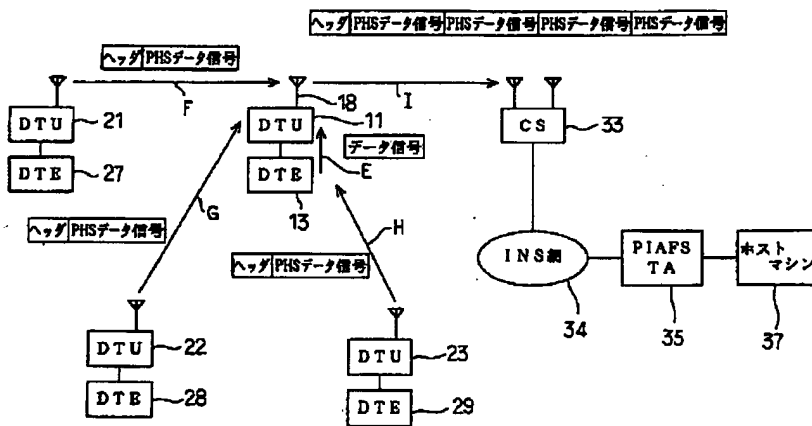 ヘッダ PHSデータ信号 PHSデータ信号 PHSデータ信号 PHSデータ信号
ヘッダ PHSデータ信号
F
18
I
DTU 21
DTU 11
CS 33
データ信号
DTE 27
DTE
E
13
G
H
ヘッダ PHSデータ信号
ヘッダ PHSデータ信号
INS網
34
PIAFS
TA
35
ホスト
マシン
37
DTU 22
DTU 23
DTE 28
DTE 29